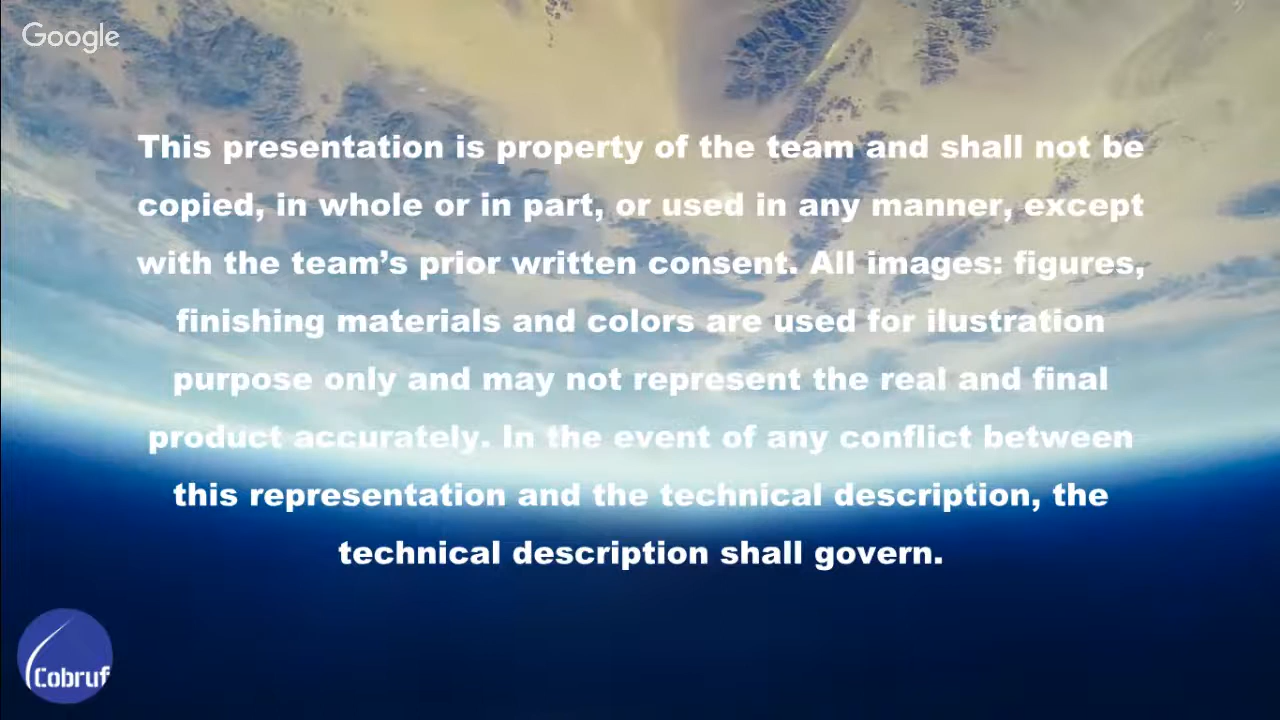 Google
This presentation is property of the team and shall not be
copied, in whole or in part, or used in any manner, except
with the team’s prior written consent. All images: figures,
finishing materials and colors are used for ilustration
purpose only and may not represent the real and final
product accurately. In the event of any conflict between
this representation and the technical description, the
technical description shall govern.
Cobruf